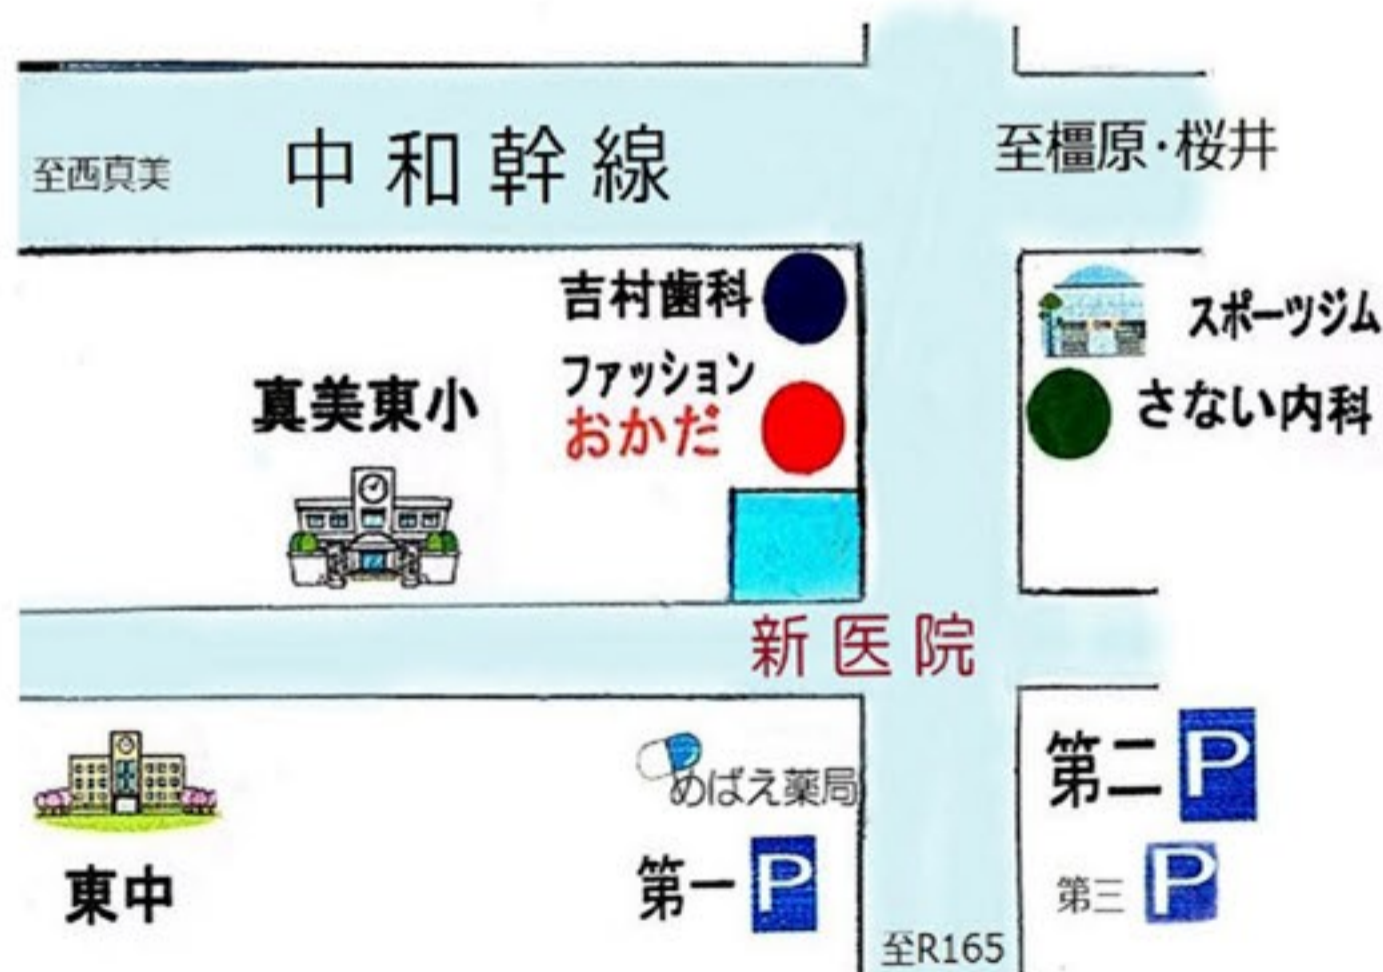 中和幹線
至西真美
至橿原・桜井
吉村歯科
スポーツジム
ファッション
おかだ
さない内科
真美東小
新医院
めばえ薬局
第二 P
東中
第一 P
第三 P
至R165